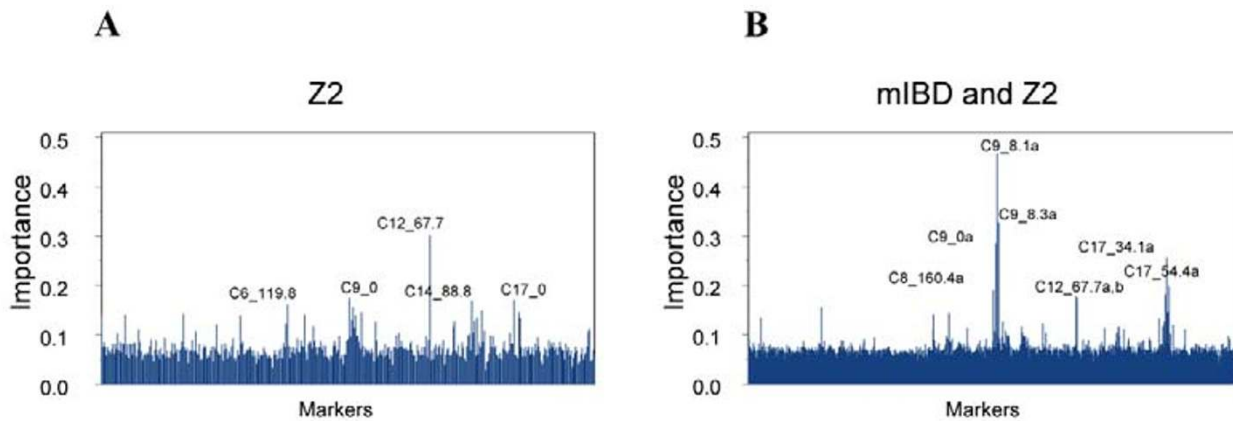 A
Z2
Importance
0.5
0.4
0.3
0.2
0.1
0.0
C12_67.7
C6_119.8
C9_0
C14_88.8
C17_0
Markers
B
mIBD and Z2
Importance
0.5
0.4
0.3
0.2
0.1
0.0
C9_8.1a
C9_8.3a
C9_0a
C17_34.1a
C8_160.4a
C17_54.4a
C12_67.7a,b
Markers